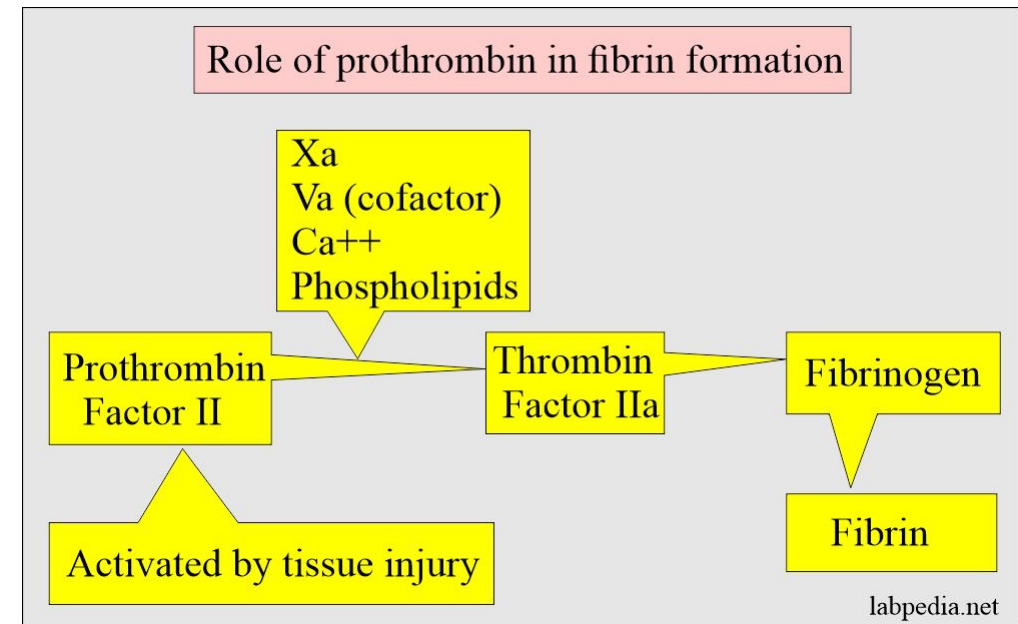 Role of prothrombin in fibrin formation
Xa
Va (cofactor)
Ca++
Phospholipids
Prothrombin
Factor II
Thrombin
Factor IIa
Fibrinogen
Activated by tissue injury
Fibrin
labpedia.net